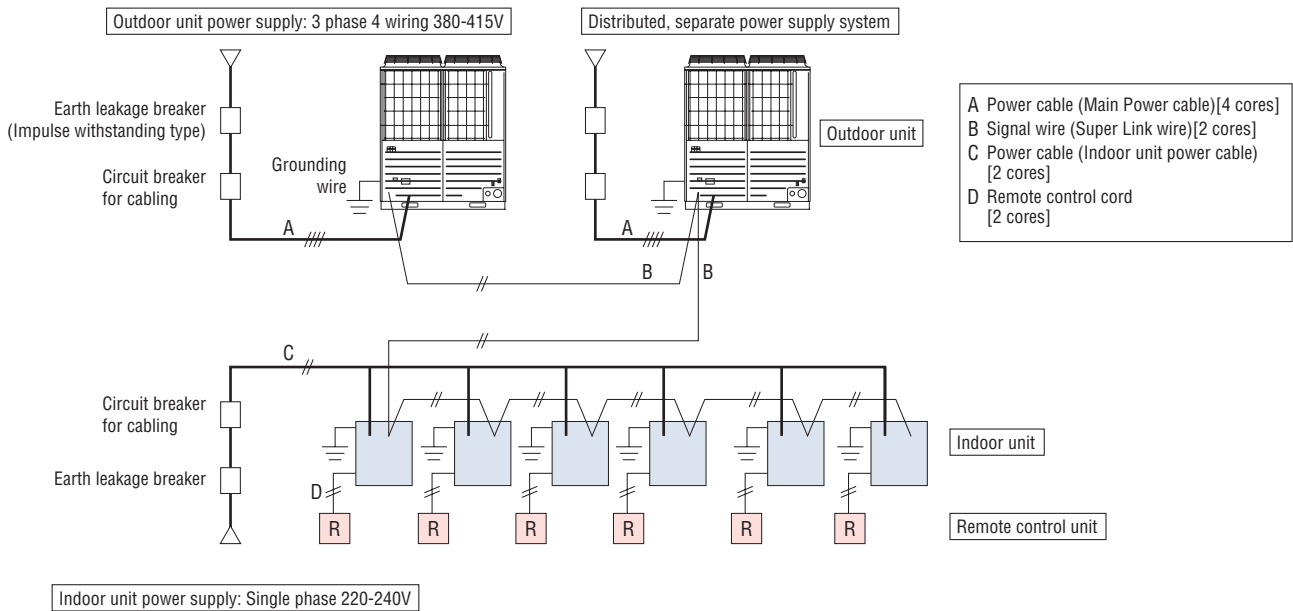 Outdoor unit power supply: 3 phase 4 wiring 380-415V
Distributed, separate power supply system
Earth leakage breaker
(Impulse withstanding type)
Circuit breaker
for cabling
Grounding
wire
Outdoor unit
A Power cable (Main Power cable)[4 cores]
B Signal wire (Super Link wire)[2 cores]
C Power cable (Indoor unit power cable)
[2 cores]
D Remote control cord
[2 cores]
A
A
B
B
C
Circuit breaker
for cabling
Earth leakage breaker
Indoor unit
D
R
R
R
R
R
R
Remote control unit
Indoor unit power supply: Single phase 220-240V